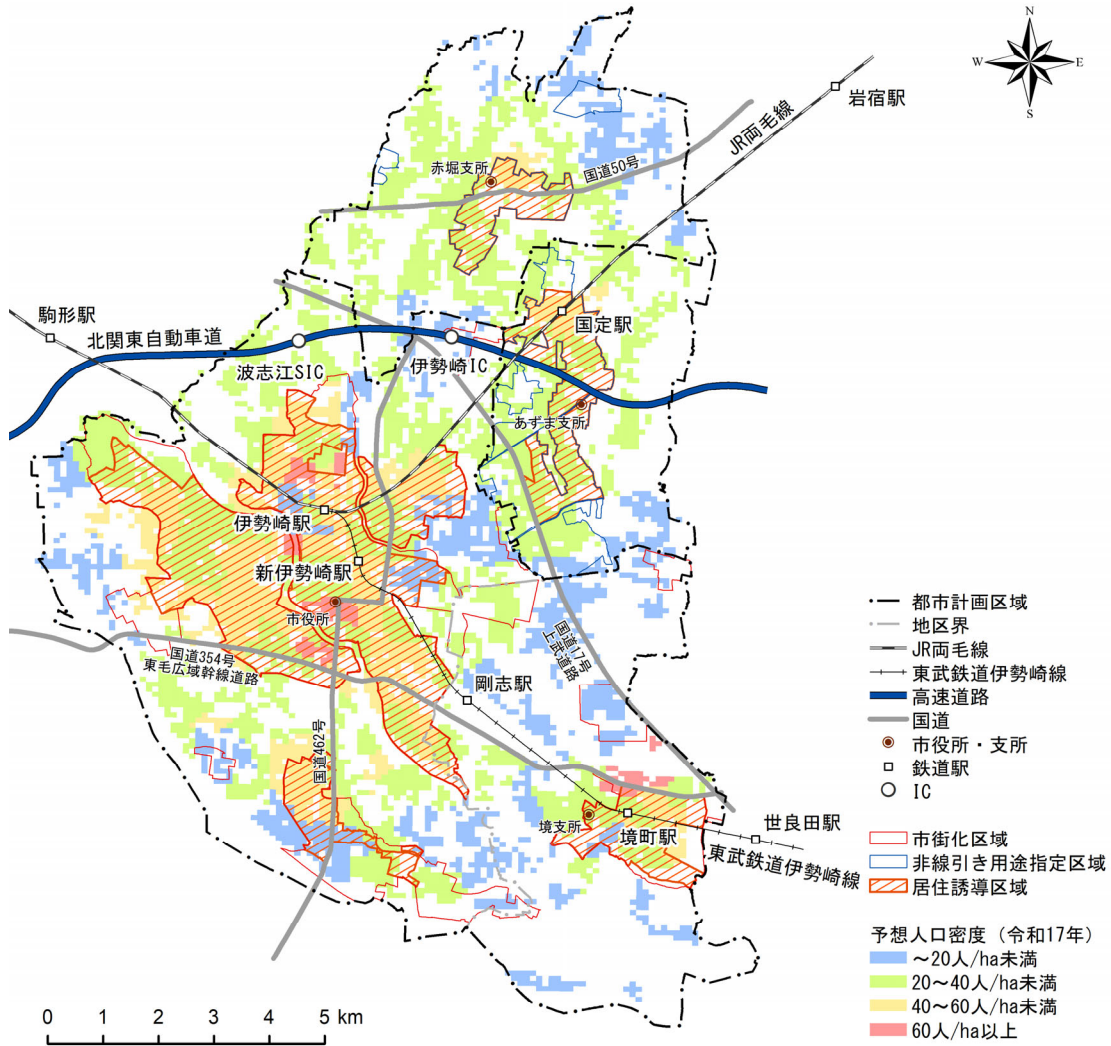 N
W
E
S
岩宿駅
JR両毛線
赤堀支所
国道50号
駒形駅
北関東自動車道
国定駅
波志江SIC
伊勢崎IC
あずま支所
伊勢崎駅
新伊勢崎駅
市役所
国道354号
東毛広域幹線道路
国道17号
上武道路
剛志駅
国道462号
境支所
境町駅
世良田駅
東武鉄道伊勢崎線
都市計画区域
地区界
JR両毛線
東武鉄道伊勢崎線
高速道路
国道
市役所・支所
鉄道駅
IC
市街化区域
非線引き用途指定区域
居住誘導区域
予想人口密度（令和17年）
～20人/ha未満
20～40人/ha未満
40～60人/ha未満
60人/ha以上
0 1 2 3 4 5 km